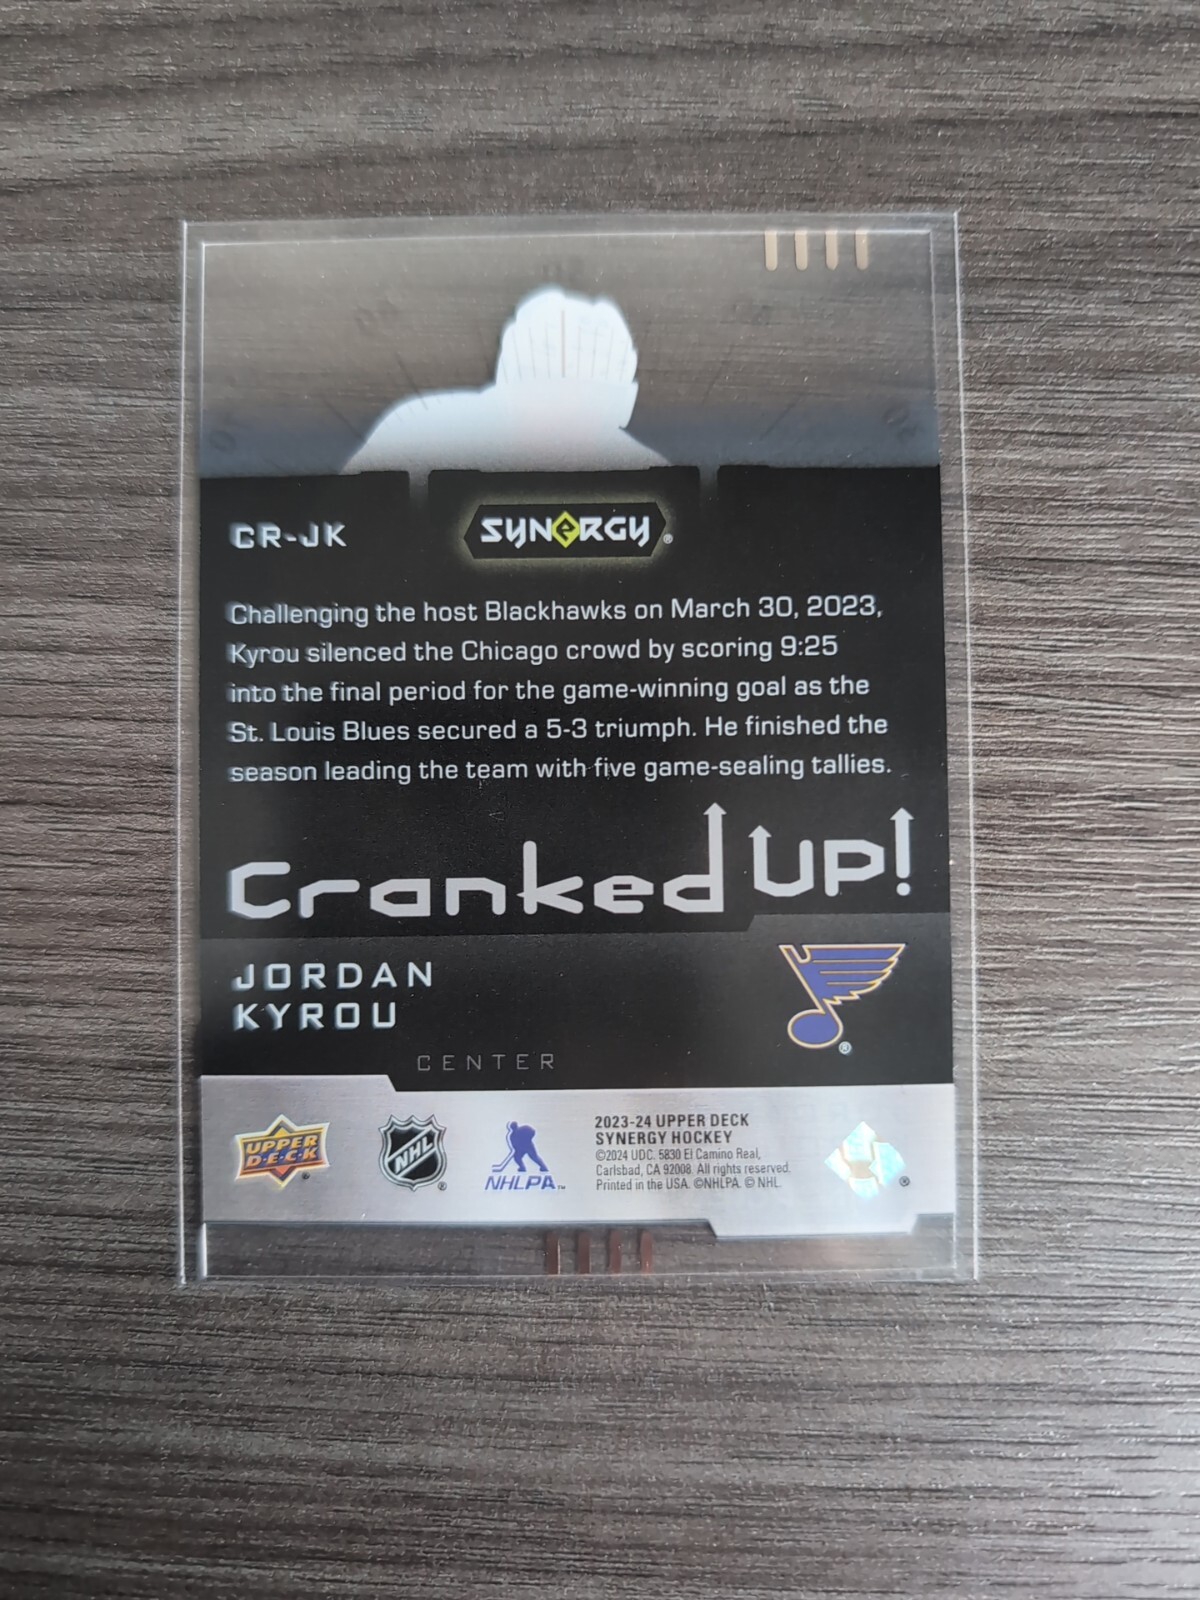 CR-JK
SYNERGY®
Challenging the host Blackhawks on March 30, 2023,
Kyrou silenced the Chicago crowd by scoring 9:25
into the final period for the game-winning goal as the
St. Louis Blues secured a 5-3 triumph. He finished the
season leading the team with five game-sealing tallies.
Cranked UP!
JORDAN
KYROU
CENTER
UPPER
D·E·C·K
NHL
NHLPA™
2023-24 UPPER DECK
SYNERGY HOCKEY
©2024 UDC. 5830 El Camino Real,
Carlsbad, CA 92008. All rights reserved.
Printed in the USA. ©NHLPA. © NHL.